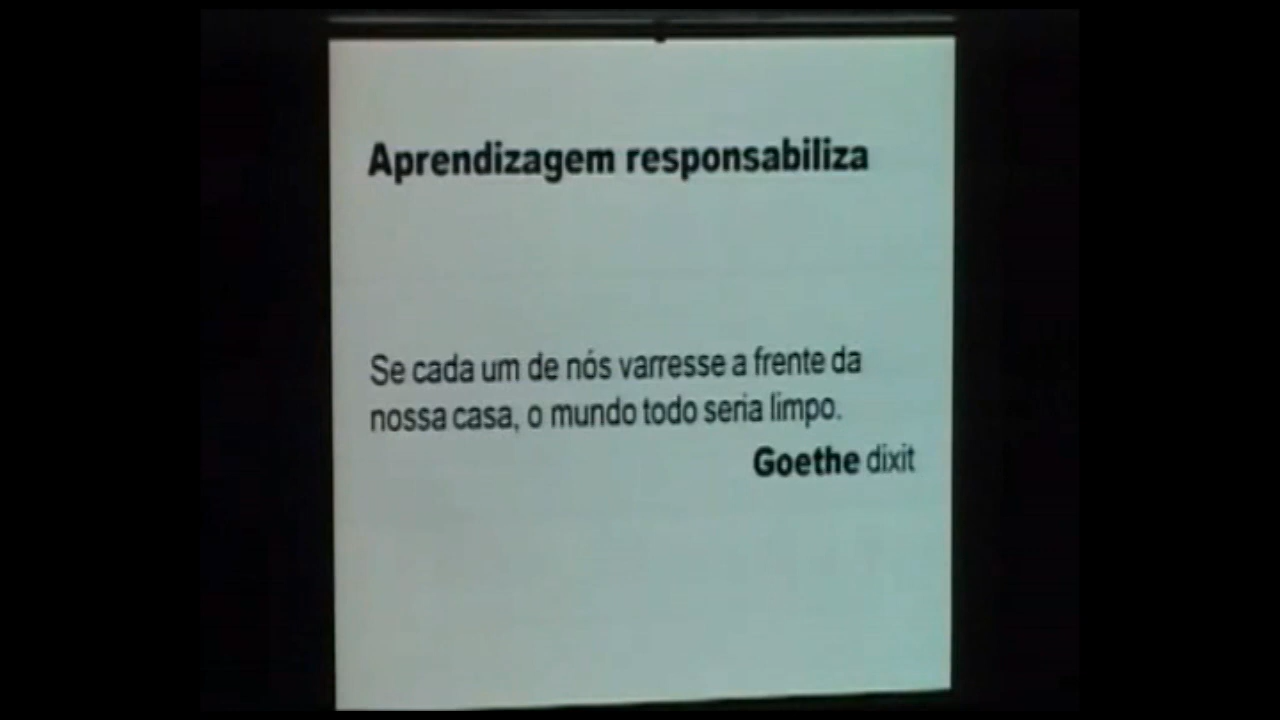 Aprendizagem responsabiliza
Se cada um de nós varresse a frente da
nossa casa, o mundo todo seria limpo.
Goethe dixit